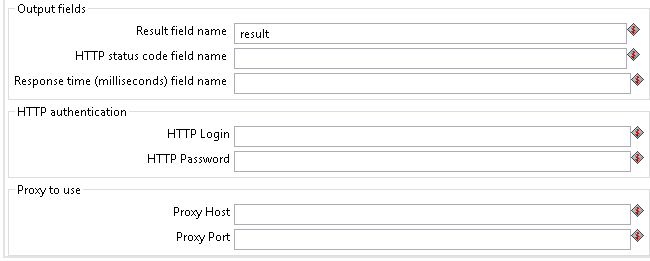 Output fields
Result field name result
HTTP status code field name
Response time (milliseconds) field name
HTTP authentication
HTTP Login
HTTP Password
Proxy to use
Proxy Host
Proxy Port